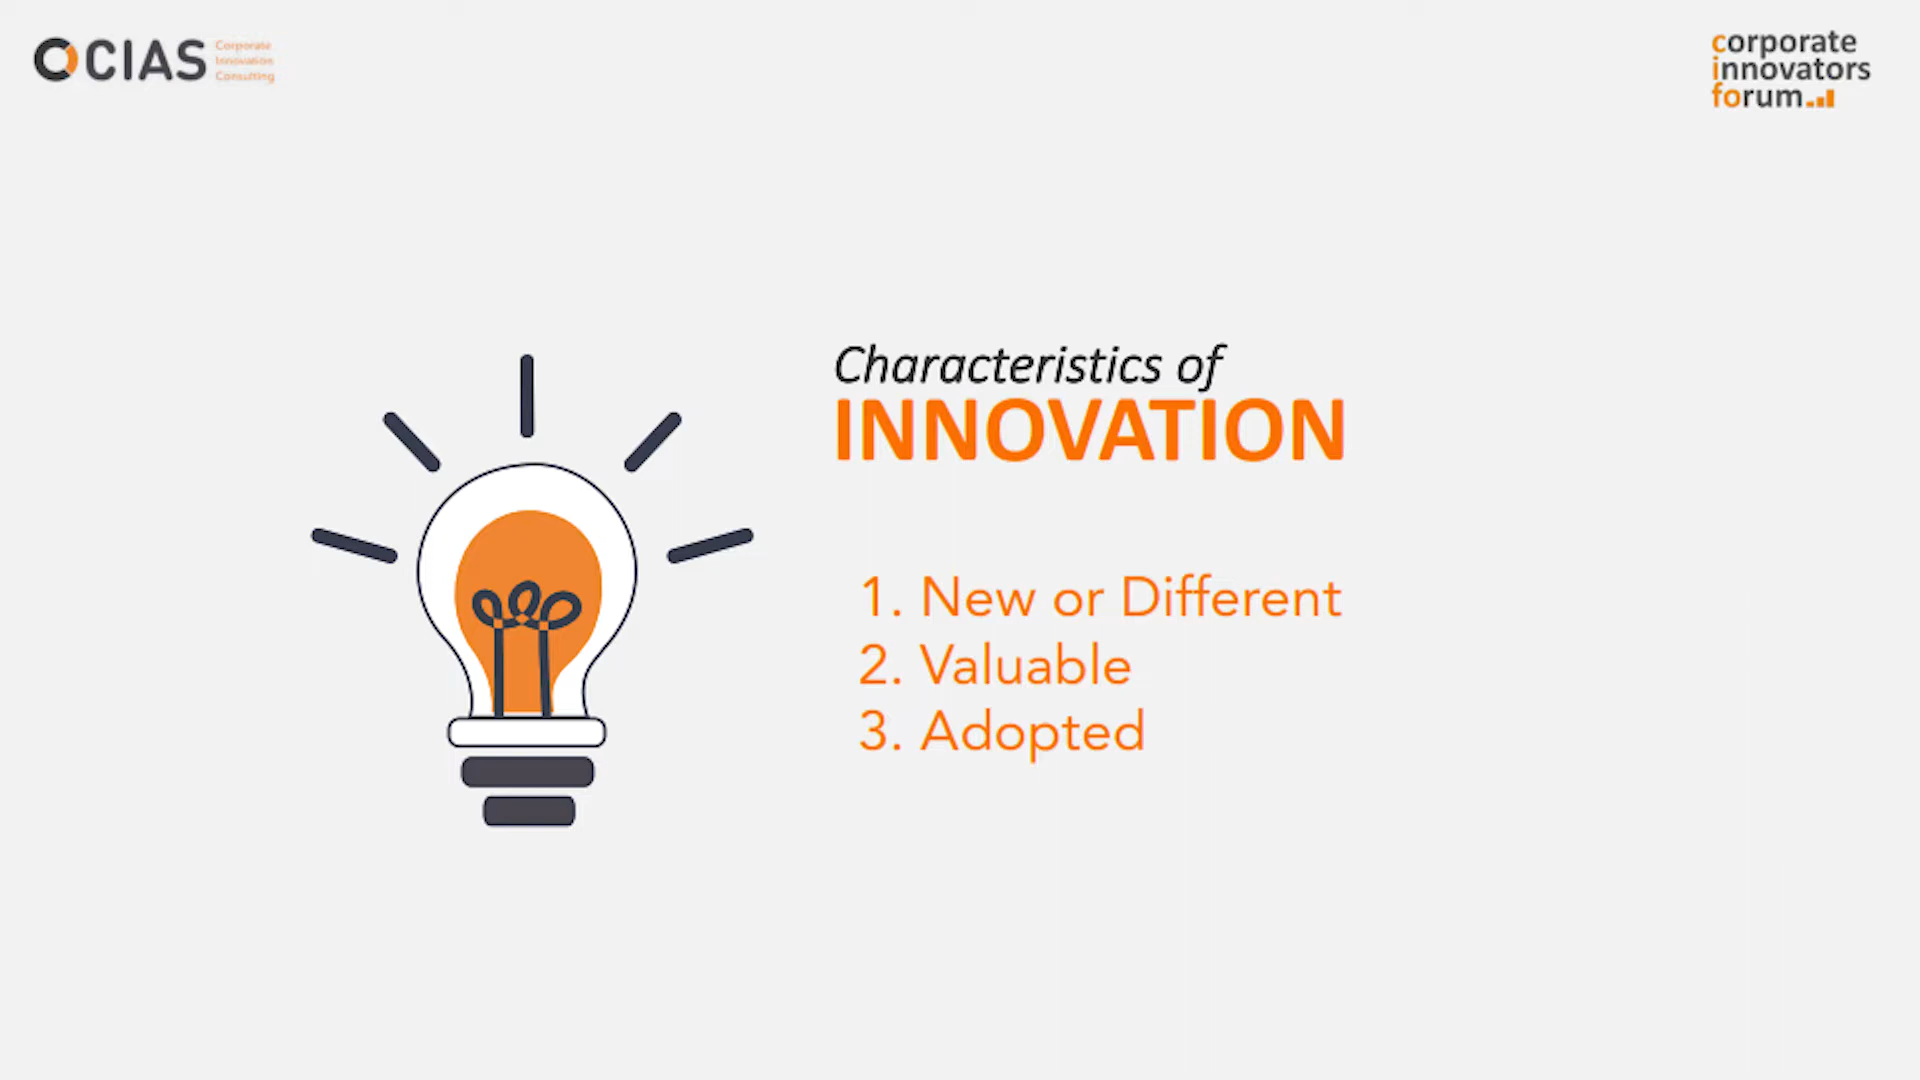 CIAS
Corporate
Innovation
Consulting
corporate
innovators
forum
Characteristics of
INNOVATION
1. New or Different
2. Valuable
3. Adopted